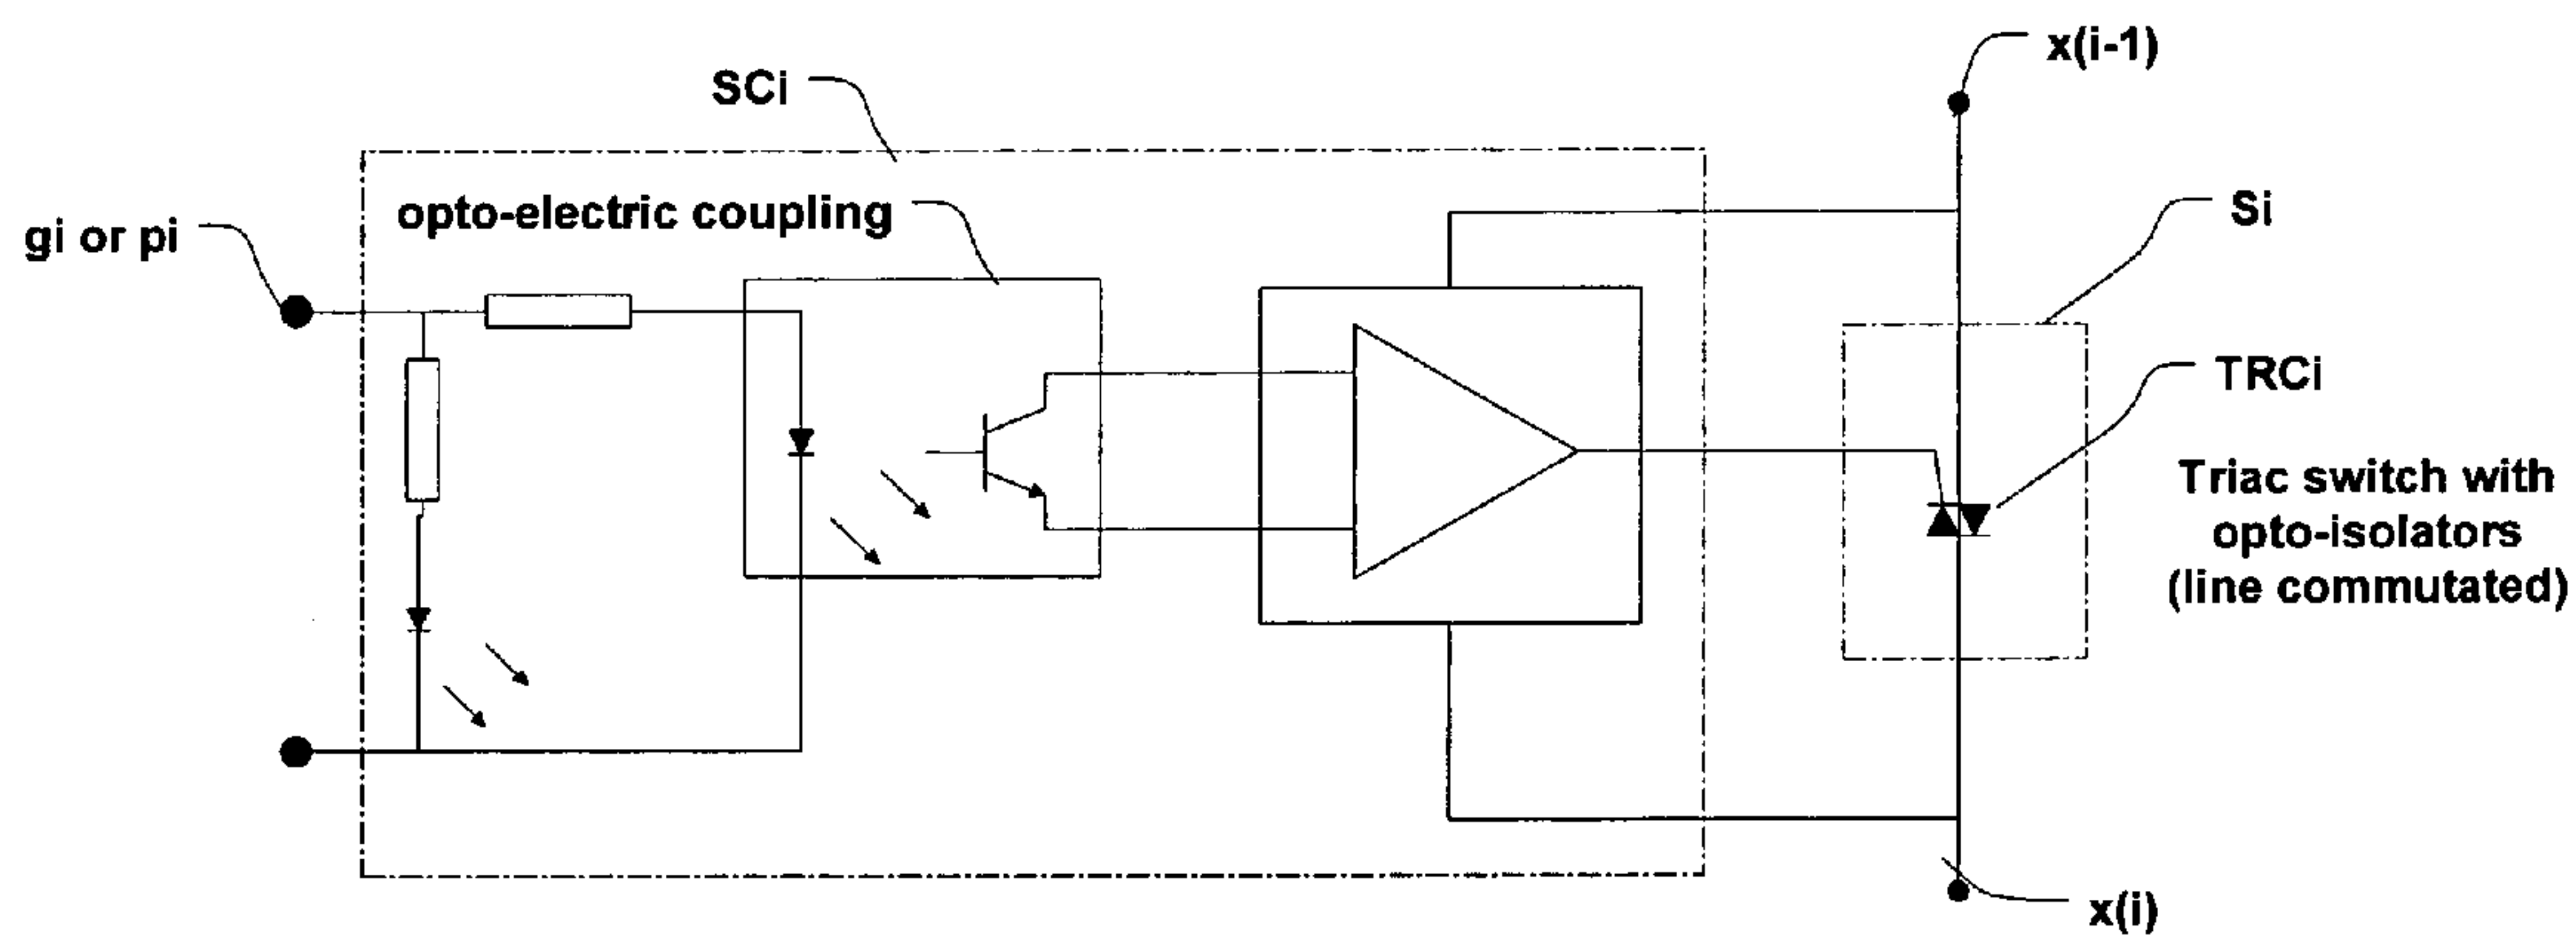 x(i-1)
SCi
opto-electric coupling
gi or pi
Si
TRCi
Triac switch with
opto-isolators
(line commutated)
x(i)